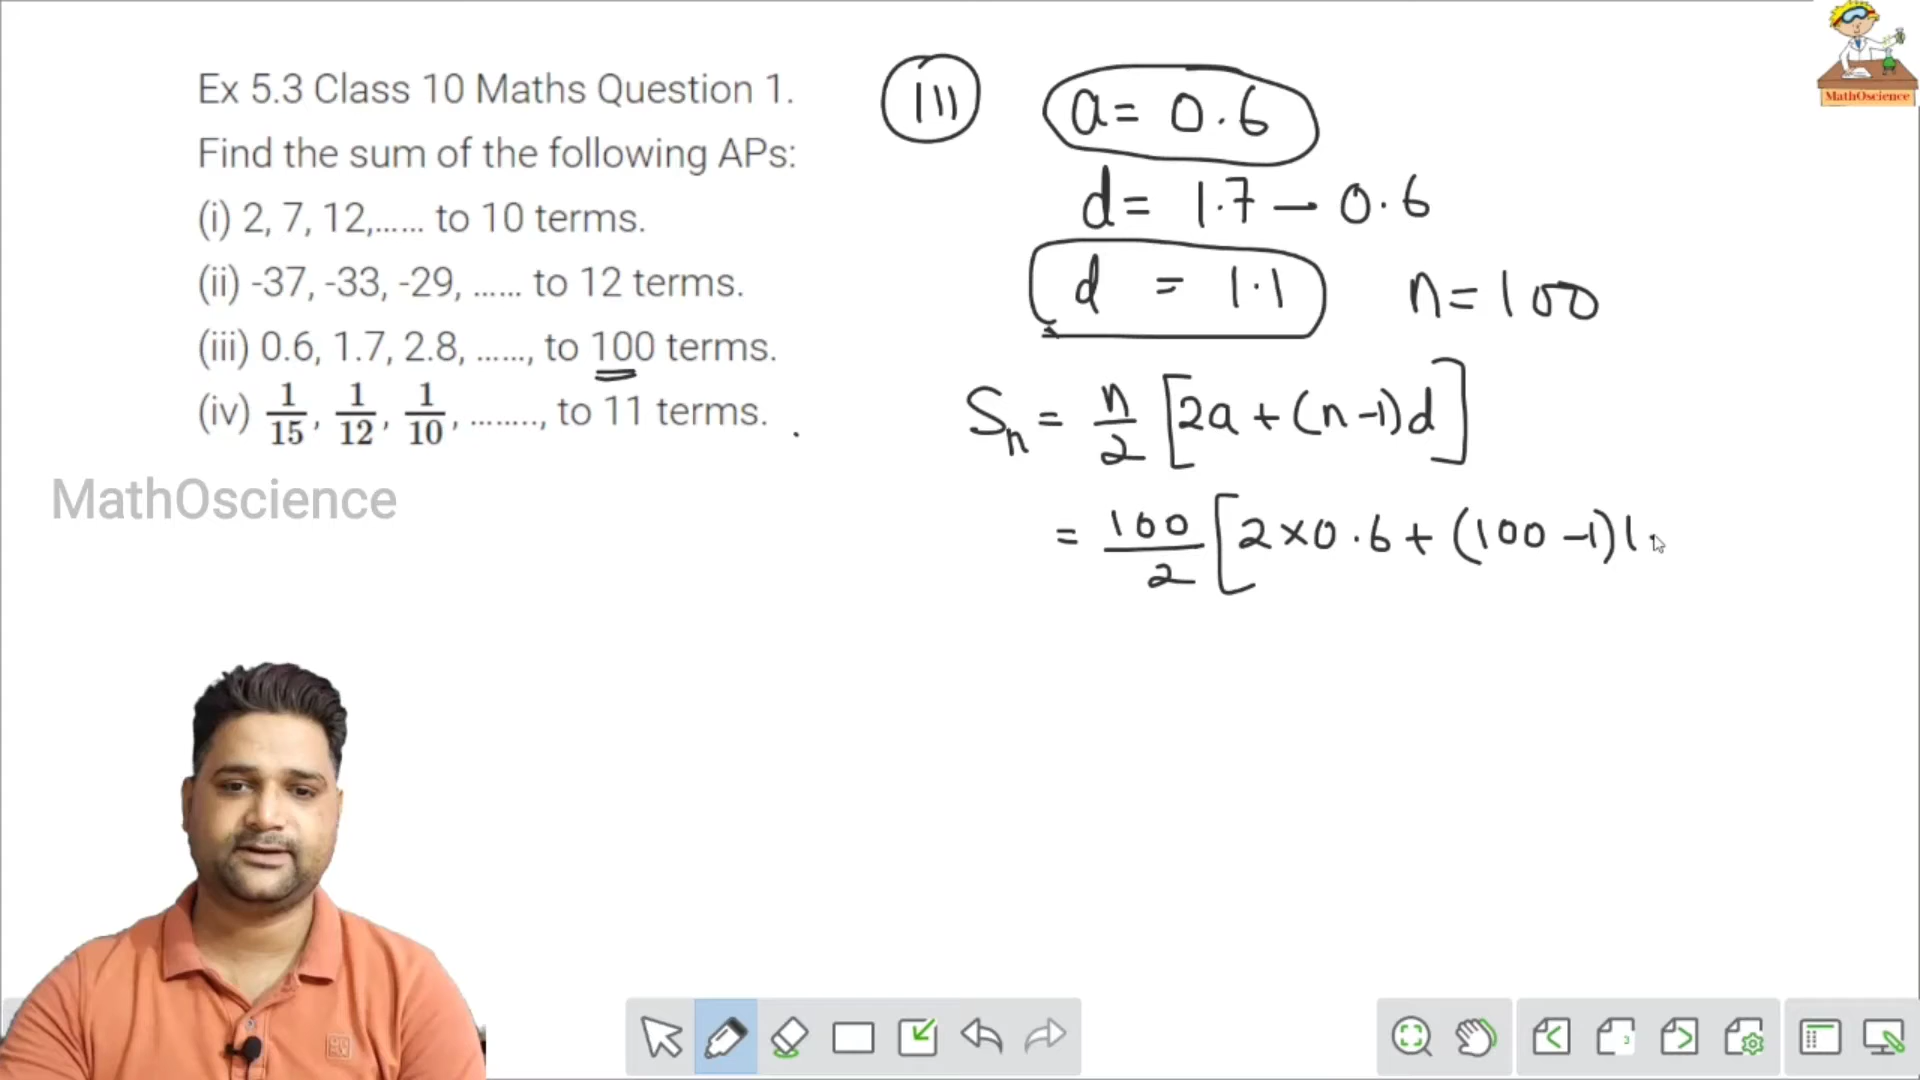 Ex 5.3 Class 10 Maths Question 1.
Find the sum of the following APs:
(i) 2, 7, 12,…… to 10 terms.
(ii) -37, -33, -29, …… to 12 terms.
(iii) 0.6, 1.7, 2.8, ……, to 100 terms.
(iv) 1/15, 1/12, 1/10, …….., to 11 terms.
MathOscience
(iii) a = 0.6
d = 1.7 - 0.6
d = 1.1 n = 100
Sn = n/2 [2a + (n-1)d]
= 100/2 [2×0.6 + (100-1)1.
MathOscience
3